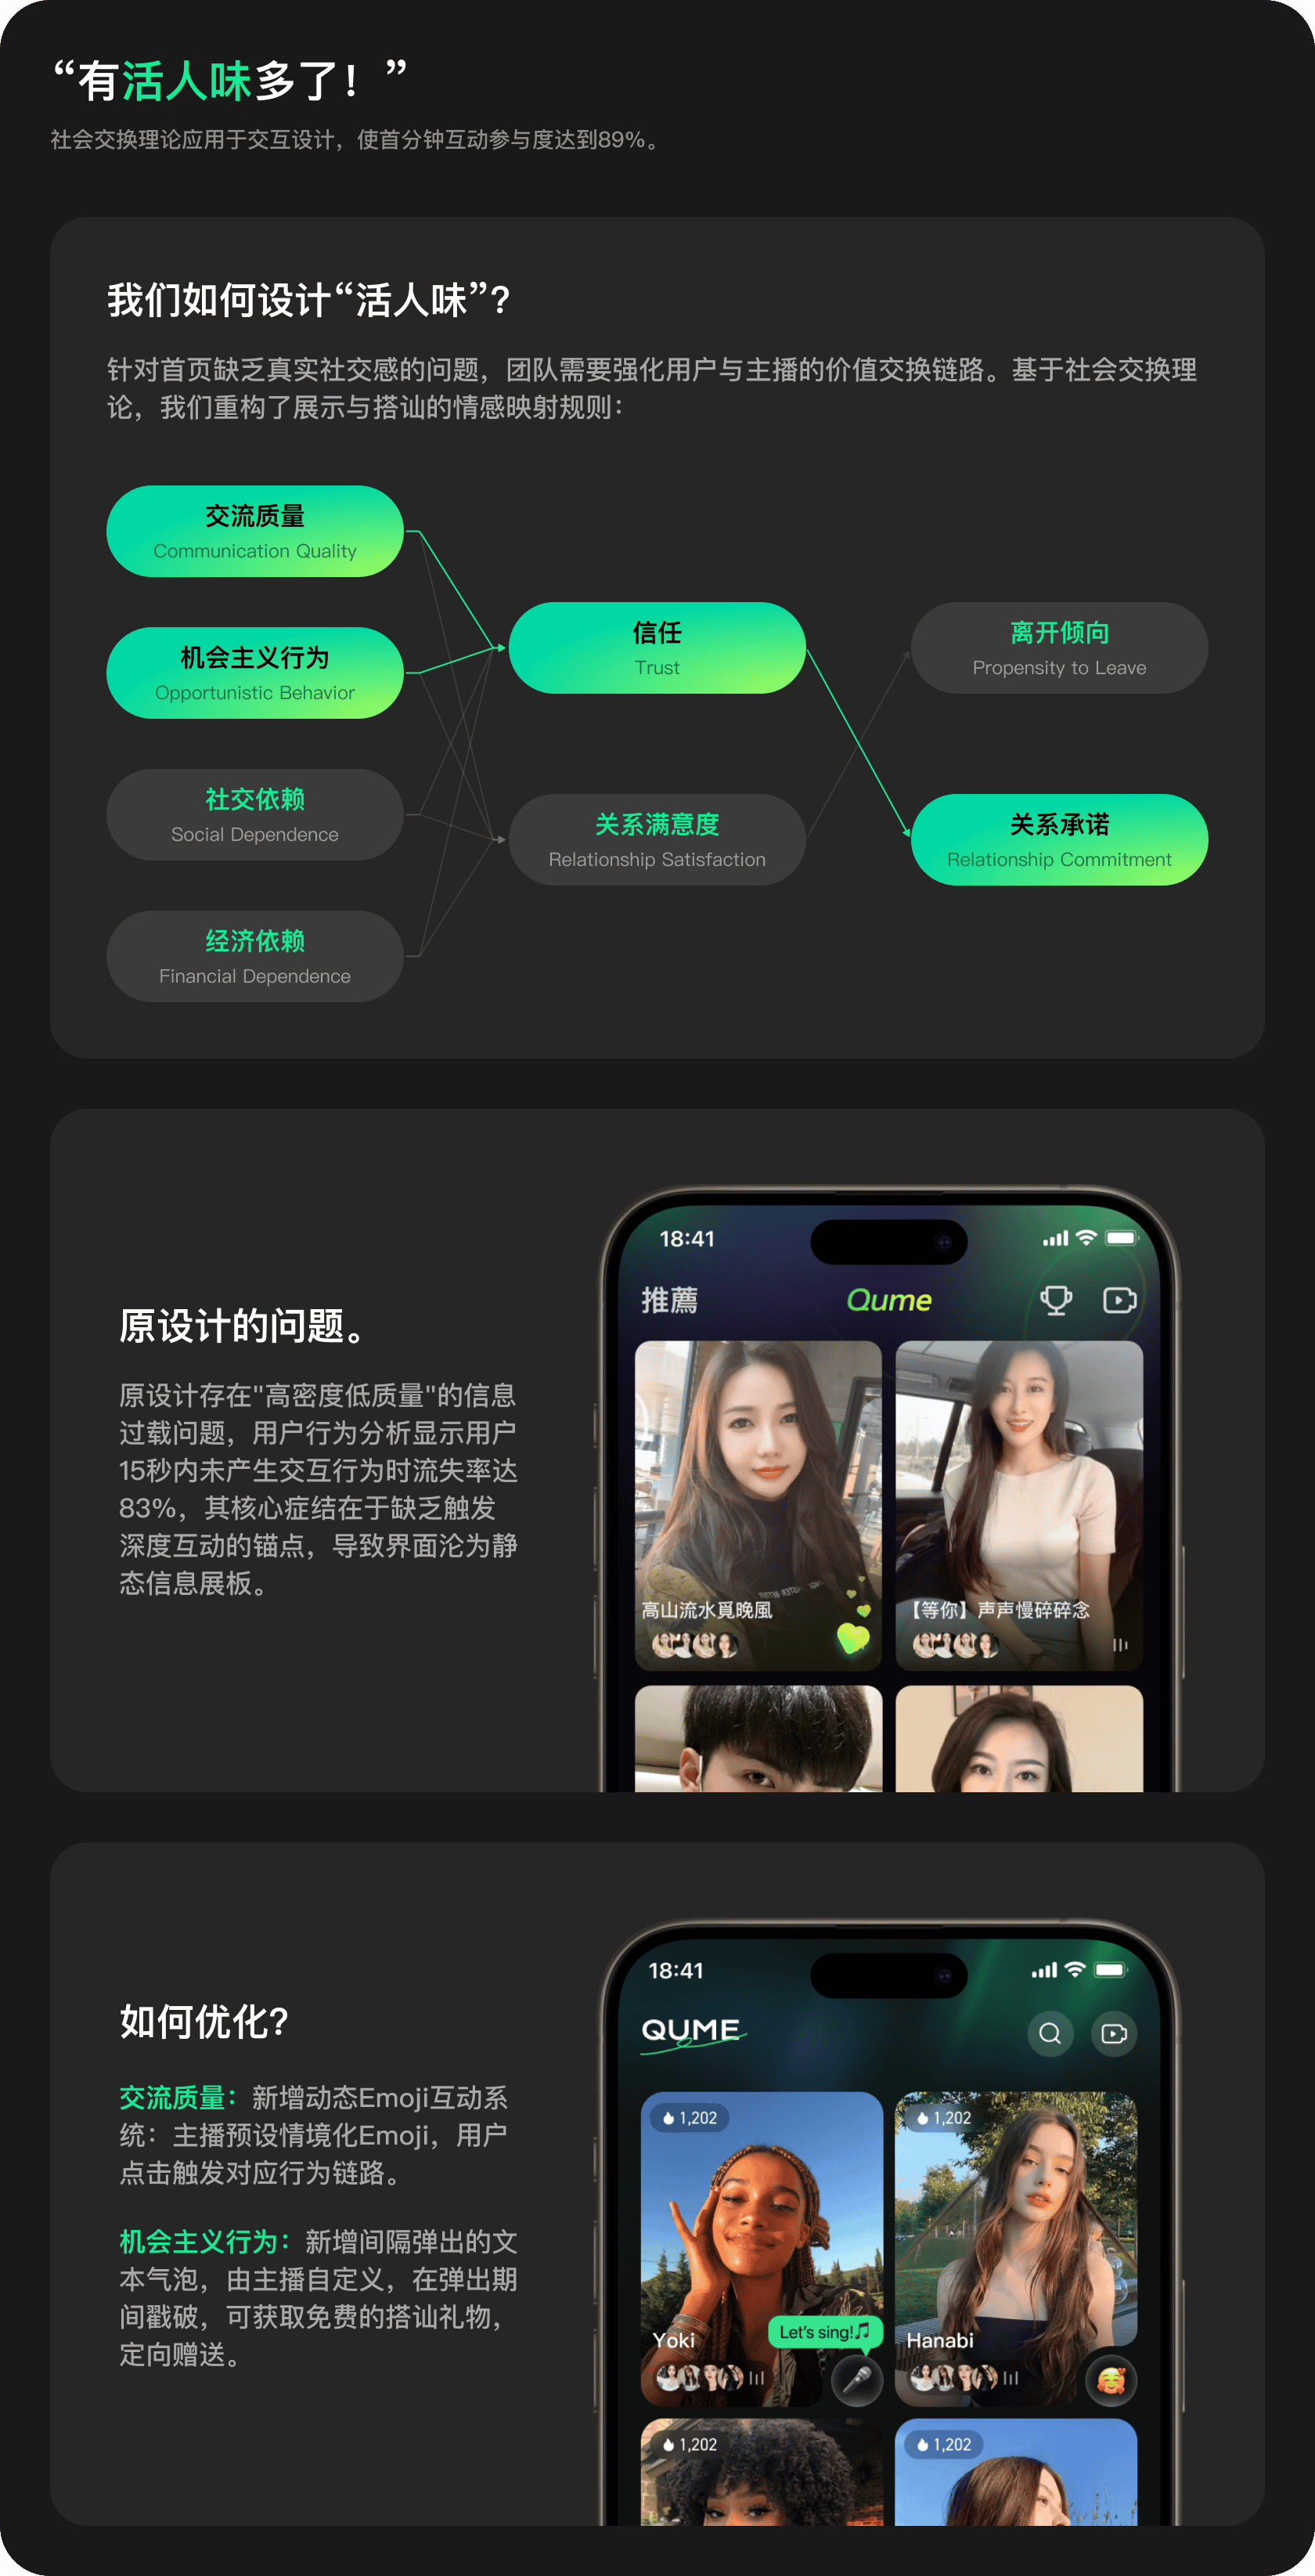 “有活人味多了！”
社会交换理论应用于交互设计，使首分钟互动参与度达到89%。
我们如何设计“活人味”？
针对首页缺乏真实社交感的问题，团队需要强化用户与主播的价值交换链路。基于社会交换理
论，我们重构了展示与搭讪的情感映射规则：
交流质量
Communication Quality
机会主义行为
Opportunistic Behavior
信任
Trust
离开倾向
Propensity to Leave
社交依赖
Social Dependence
关系满意度
Relationship Satisfaction
关系承诺
Relationship Commitment
经济依赖
Financial Dependence
原设计的问题。
原设计存在"高密度低质量"的信息
过载问题，用户行为分析显示用户
15秒内未产生交互行为时流失率达
83%，其核心症结在于缺乏触发
深度互动的锚点，导致界面沦为静
态信息展板。
18:41
推薦
Qume
高山流水覓晚風
【等你】声声慢碎碎念
如何优化?
交流质量：新增动态Emoji互动系
统：主播预设情境化Emoji，用户
点击触发对应行为链路。
机会主义行为：新增间隔弹出的文
本气泡，由主播自定义，在弹出期
间戳破，可获取免费的搭讪礼物，
定向赠送。
18:41
QUME
1,202
1,202
Let's sing!🎵
Yoki
Hanabi
1,202
1,202